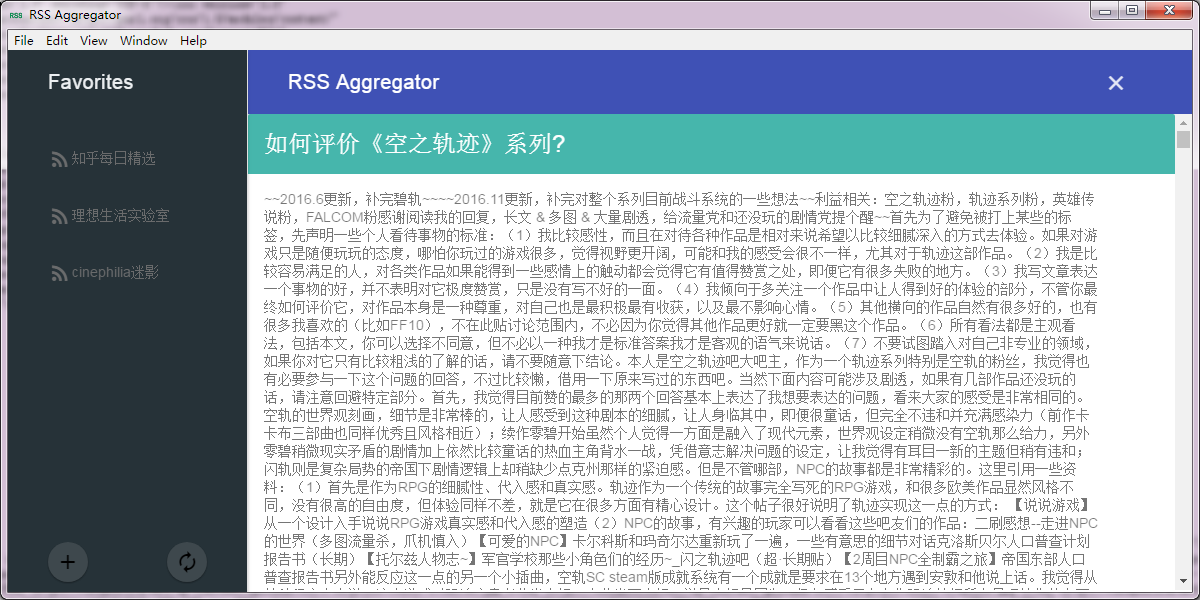 RSS Aggregator
File Edit View Window Help
Favorites
RSS Aggregator
如何评价《空之轨迹》系列?
知乎每日精选
理想生活实验室
cinephilia迷影
~~2016.6更新，补完碧轨~~~~2016.11更新，补完对整个系列目前战斗系统的一些想法~~利益相关：空之轨迹粉，轨迹系列粉，英雄传
说粉，FALCOM粉感谢阅读我的回复，长文 & 多图 & 大量剧透，给流量党和还没玩的剧情党提个醒~~首先为了避免被打上某些的标
签，先声明一些个人看待事物的标准：（1）我比较感性，而且在对待各种作品是相对来说希望以比较细腻深入的方式去体验。如果对游
戏只是随便玩玩的态度，哪怕你玩过的游戏很多，觉得视野更开阔，可能和我的感受会很不一样，尤其对于轨迹这部作品。（2）我是比
较容易满足的人，对各类作品如果能得到一些感情上的触动都会觉得它有值得赞赏之处，即便它有很多失败的地方。（3）我写文章表达
一个事物的好，并不表明对它极度赞赏，只是没有写不好的一面。（4）我倾向于多关注一个作品中让人得到好的体验的部分，不管你最
终如何评价它，对作品本身是一种尊重，对自己也是最积极最有收获，以及最不影响心情。（5）其他横向的作品自然有很多好的，也有
很多我喜欢的（比如FF10），不在此贴讨论范围内，不必因为你觉得其他作品更好就一定要黑这个作品。（6）所有看法都是主观看
法，包括本文，你可以选择不同意，但不必以一种我才是标准答案我才是客观的语气来说话。（7）不要试图踏入对自己非专业的领域，
如果你对它只有比较粗浅的了解的话，请不要随意下结论。本人是空之轨迹吧大吧主，作为一个轨迹系列特别是空轨的粉丝，我觉得也
有必要参与一下这个问题的回答，不过比较懒，借用一下原来写过的东西吧。当然下面内容可能涉及剧透，如果有几部作品还没玩的
话，请注意回避特定部分。首先，我觉得目前赞的最多的那两个回答基本上表达了我想要表达的问题，看来大家的感受是非常相同的。
空轨的世界观刻画，细节是非常棒的，让人感受到这种剧本的细腻，让人身临其中，即便很童话，但完全不违和并充满感染力（前作卡
卡布三部曲也同样优秀且风格相近）；续作零碧开始虽然个人觉得一方面是融入了现代元素，世界观设定稍微没有空轨那么给力，另外
零碧稍微现实矛盾的剧情加上依然比较童话的热血主角背水一战，凭借意志解决问题的设定，让我觉得有耳目一新的主题但稍有违和；
闪轨则是复杂局势的帝国下剧情逻辑上却稍缺少点克州那样的紧迫感。但是不管哪部，NPC的故事都是非常精彩的。这里引用一些资
料：（1）首先是作为RPG的细腻性、代入感和真实感。轨迹作为一个传统的故事完全写死的RPG游戏，和很多欧美作品显然风格不
同，没有很高的自由度，但体验同样不差，就是它在很多方面有精心设计。这个帖子很好说明了轨迹实现这一点的方式：【说说游戏】
从一个设计入手说说RPG游戏真实感和代入感的塑造（2）NPC的故事，有兴趣的玩家可以看看这些吧友们的作品：二刷感想--走进NPC
的世界（多图流量杀，爪机慎入）【可爱的NPC】卡尔科斯和玛奇尔达重新玩了一遍，一些有意思的细节对话克洛斯贝尔人口普查计划
报告书（长期）【托尔兹人物志~】军官学校那些小角色们的经历~_闪之轨迹吧（超·长期贴）【2周目NPC全制霸之旅】帝国东部人口
普查报告书另外能反应这一点的另一个小插曲，空轨SC steam版成就系统有一个成就是要求在13个地方遇到安敦和他说上话。我觉得从